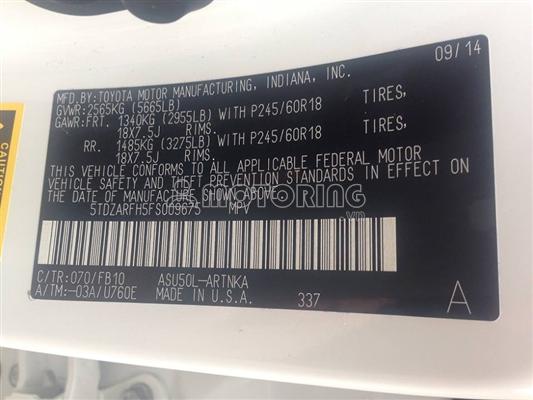 09/14
MFD.BY:TOYOTA MOTOR MANUFACTURING, INDIANA, INC.
GVWR:2565KG (5665LB)
GAWR:FRT. 1340KG (2955LB) WITH P245/60R18 TIRES,
18X7.5J RIMS.
RR. 1485KG (3275LB) WITH P245/60R18 TIRES,
18X7.5J RIMS.
THIS VEHICLE CONFORMS TO ALL APPLICABLE FEDERAL MOTOR
VEHICLE SAFETY AND THEFT PREVENTION STANDARDS IN EFFECT ON
THE DATE OF MANUFACTURE SHOWN ABOVE.
5TDZARFH5FS009675 MPV
MOTORING
.vn
C/TR:070/FB10 ASU50L-ARTNKA
A/TM:-03A/U760E MADE IN U.S.A. 337 A